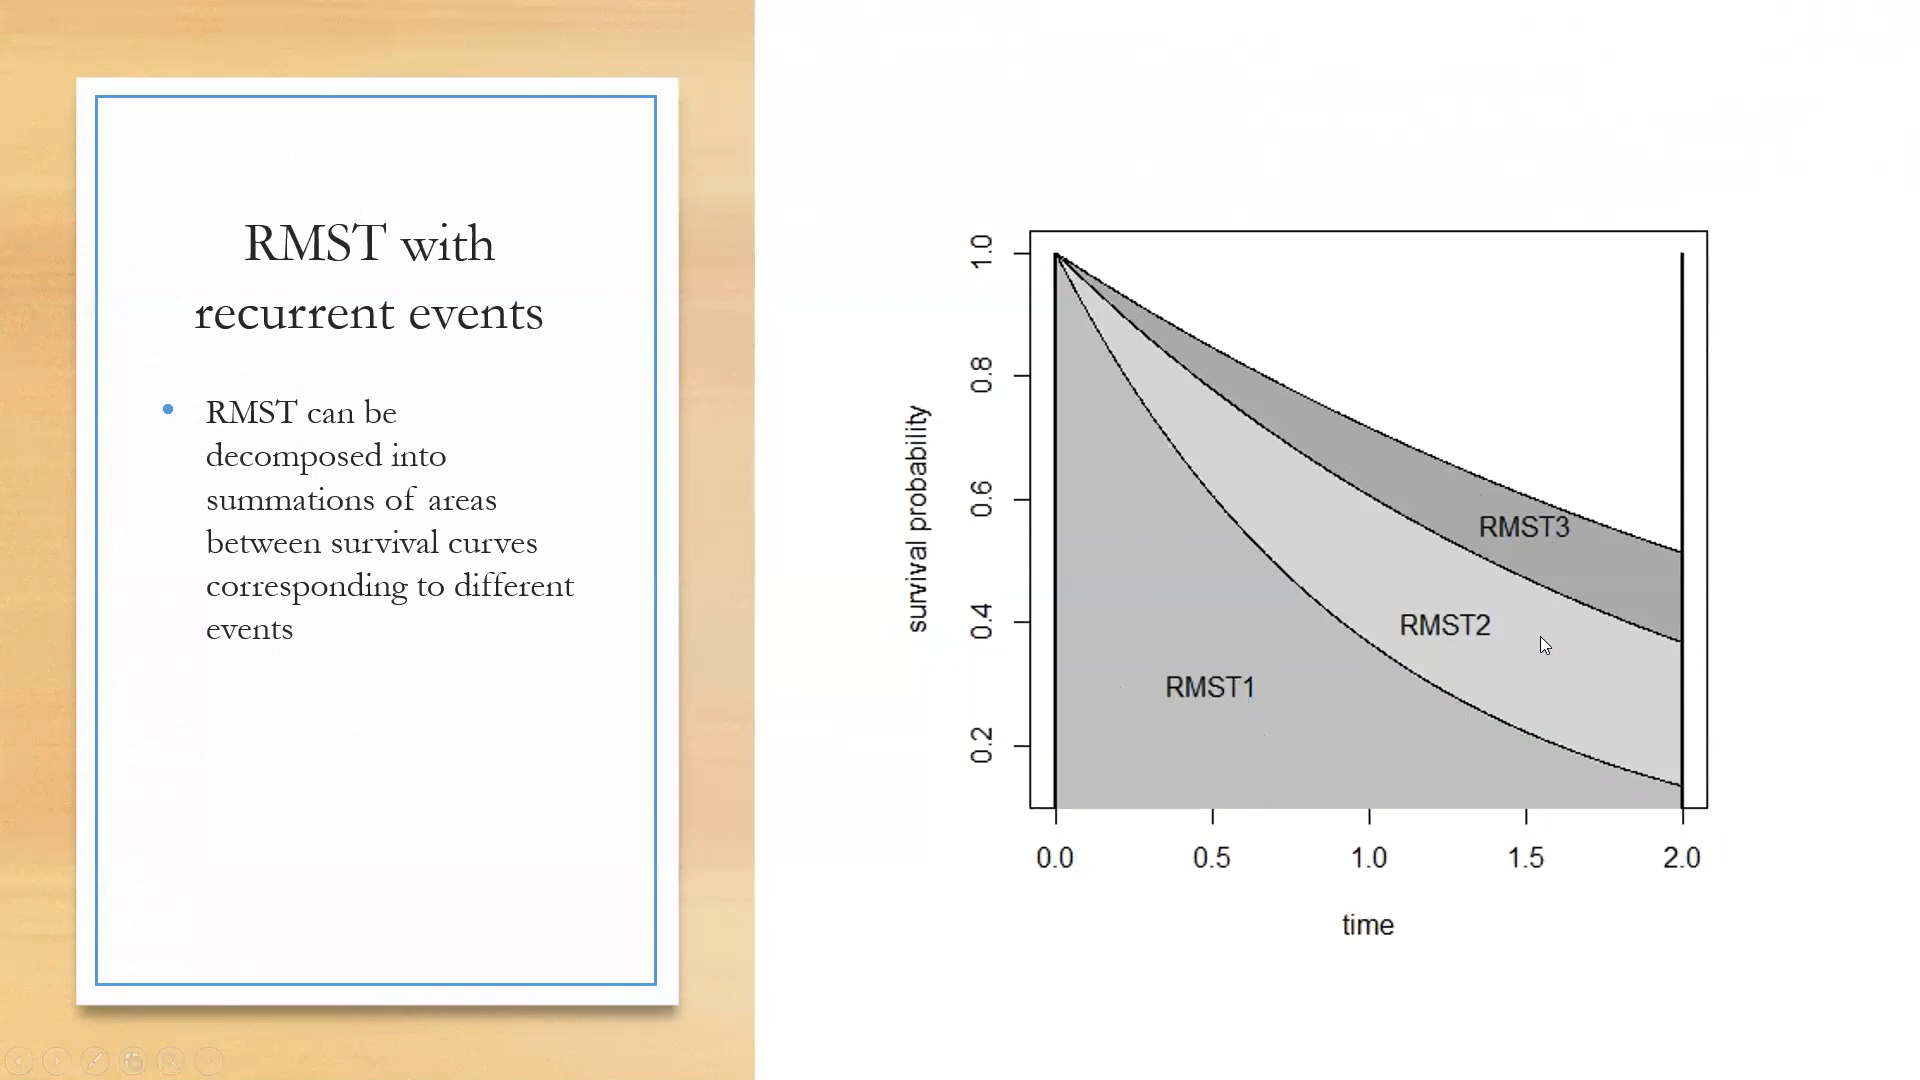 RMST with
recurrent events
RMST can be
decomposed into
summations of areas
between survival curves
corresponding to different
events
survival probability
1.0
0.8
0.6
0.4
0.2
RMST3
RMST2
RMST1
0.0 0.5 1.0 1.5 2.0
time